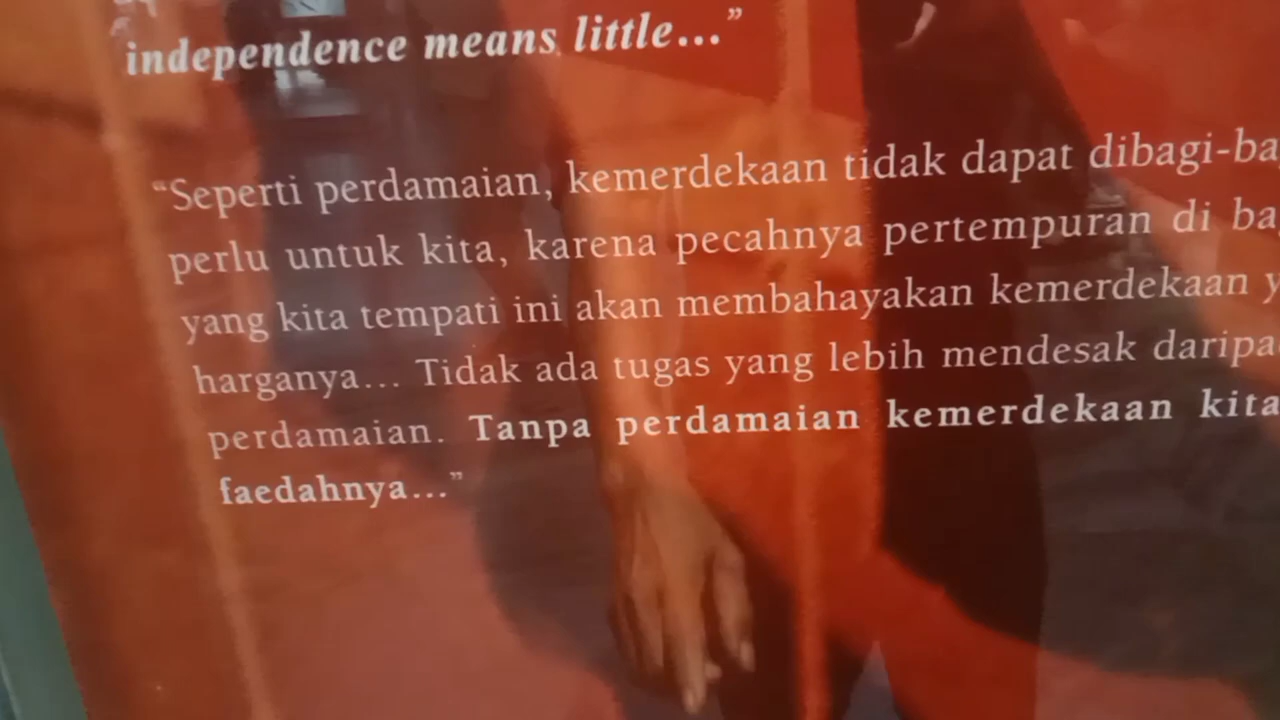 independence means little...”
“Seperti perdamaian, kemerdekaan tidak dapat dibagi-ba
perlu untuk kita, karena pecahnya pertempuran di ba
yang kita tempati ini akan membahayakan kemerdekaan y
harganya... Tidak ada tugas yang lebih mendesak daripa
perdamaian. Tanpa perdamaian kemerdekaan kita
faedahnya...”